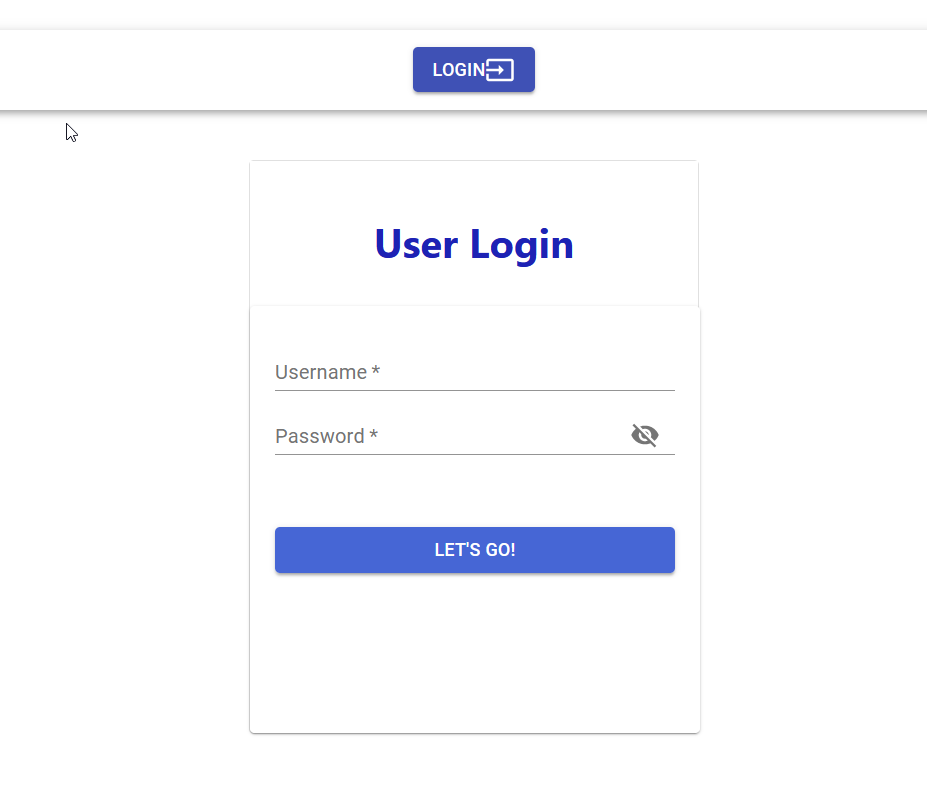 LOGIN
User Login
Username *
Password *
LET'S GO!